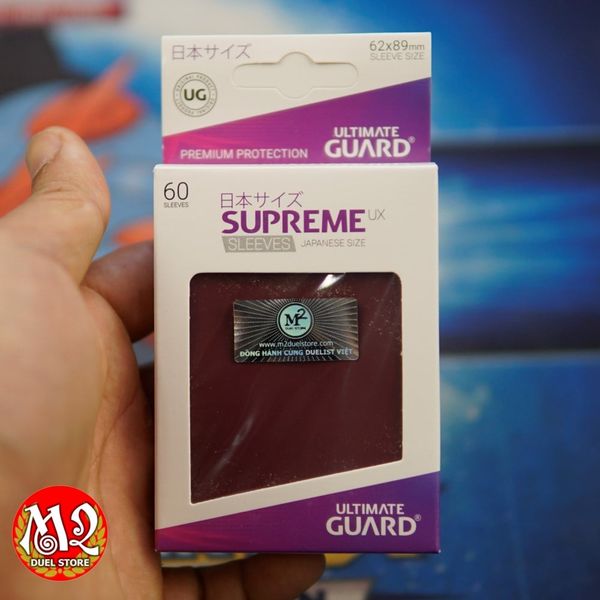 日本サイズ
62x89mm
SLEEVE SIZE
UG
ULTIMATE
GUARD®
PREMIUM PROTECTION
60
SLEEVES
日本サイズ
SUPREME UX
SLEEVES JAPANESE SIZE
M2
DUEL STORE
www.m2duelstore.com
ĐỒNG HÀNH CÙNG DUELIST VIỆT
ULTIMATE
GUARD®
M2
DUEL STORE